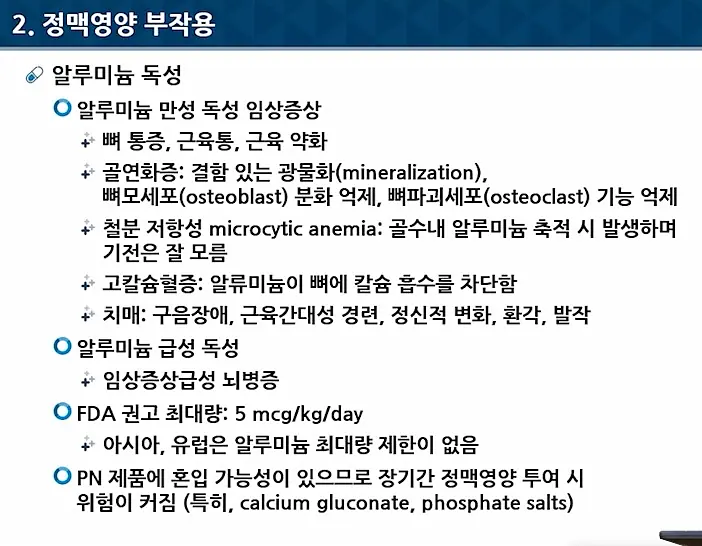 2. 정맥영양 부작용
알루미늄 독성
알루미늄 만성 독성 임상증상
뼈 통증, 근육통, 근육 약화
골연화증: 결함 있는 광물화(mineralization),
뼈모세포(osteoblast) 분화 억제, 뼈파괴세포(osteoclast) 기능 억제
철분 저항성 microcytic anemia: 골수내 알루미늄 축적 시 발생하며
기전은 잘 모름
고칼슘혈증: 알류미늄이 뼈에 칼슘 흡수를 차단함
치매: 구음장애, 근육간대성 경련, 정신적 변화, 환각, 발작
알루미늄 급성 독성
임상증상급성 뇌병증
FDA 권고 최대량: 5 mcg/kg/day
아시아, 유럽은 알루미늄 최대량 제한이 없음
PN 제품에 혼입 가능성이 있으므로 장기간 정맥영양 투여 시
위험이 커짐 (특히, calcium gluconate, phosphate salts)